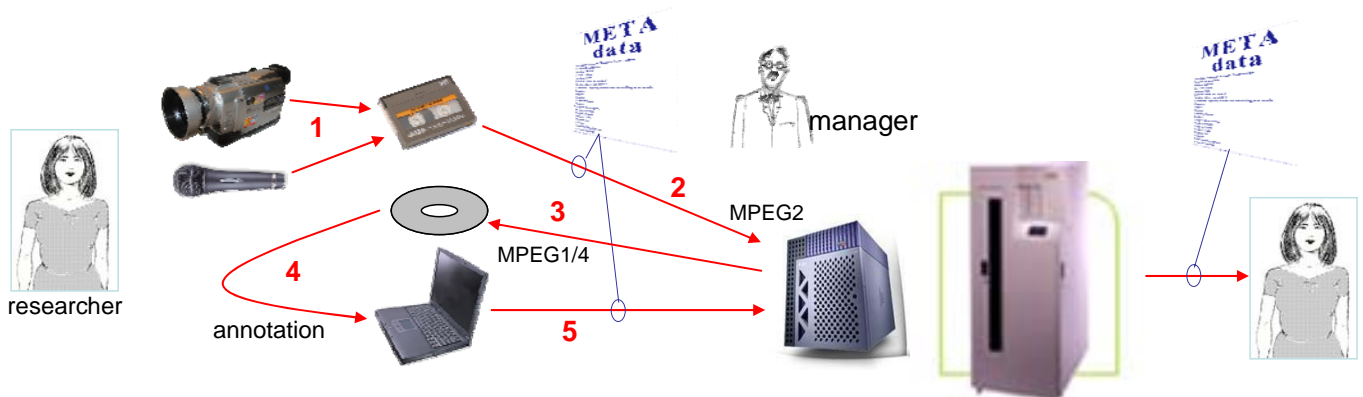 META
data
META
data
manager
1
2
3
MPEG2
MPEG1/4
4
researcher
annotation
5